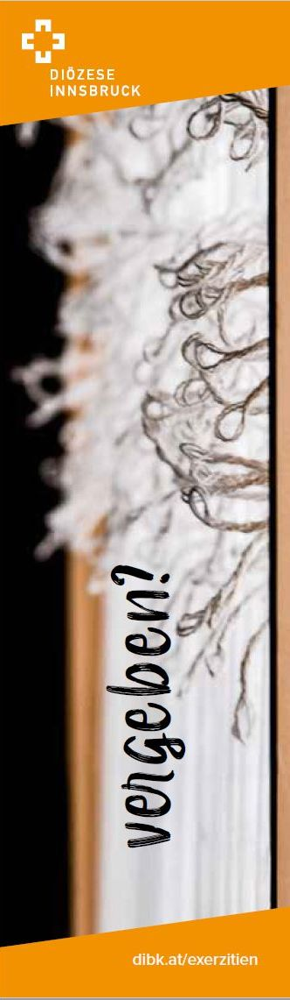 DIÖZESE
INNSBRUCK
vergeben?
dibk.at/exerzitien